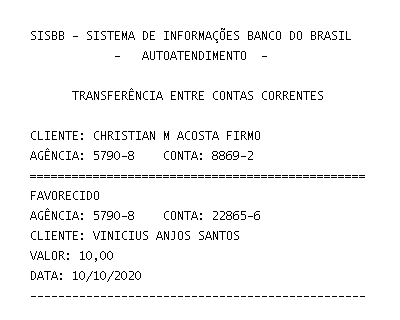 SISBB - SISTEMA DE INFORMAÇÕES BANCO DO BRASIL
- AUTOATENDIMENTO -
TRANSFERÊNCIA ENTRE CONTAS CORRENTES
CLIENTE: CHRISTIAN M ACOSTA FIRMO
AGÊNCIA: 5790-8 CONTA: 8869-2
================================================
FAVORECIDO
AGÊNCIA: 5790-8 CONTA: 22865-6
CLIENTE: VINICIUS ANJOS SANTOS
VALOR: 10,00
DATA: 10/10/2020
------------------------------------------------